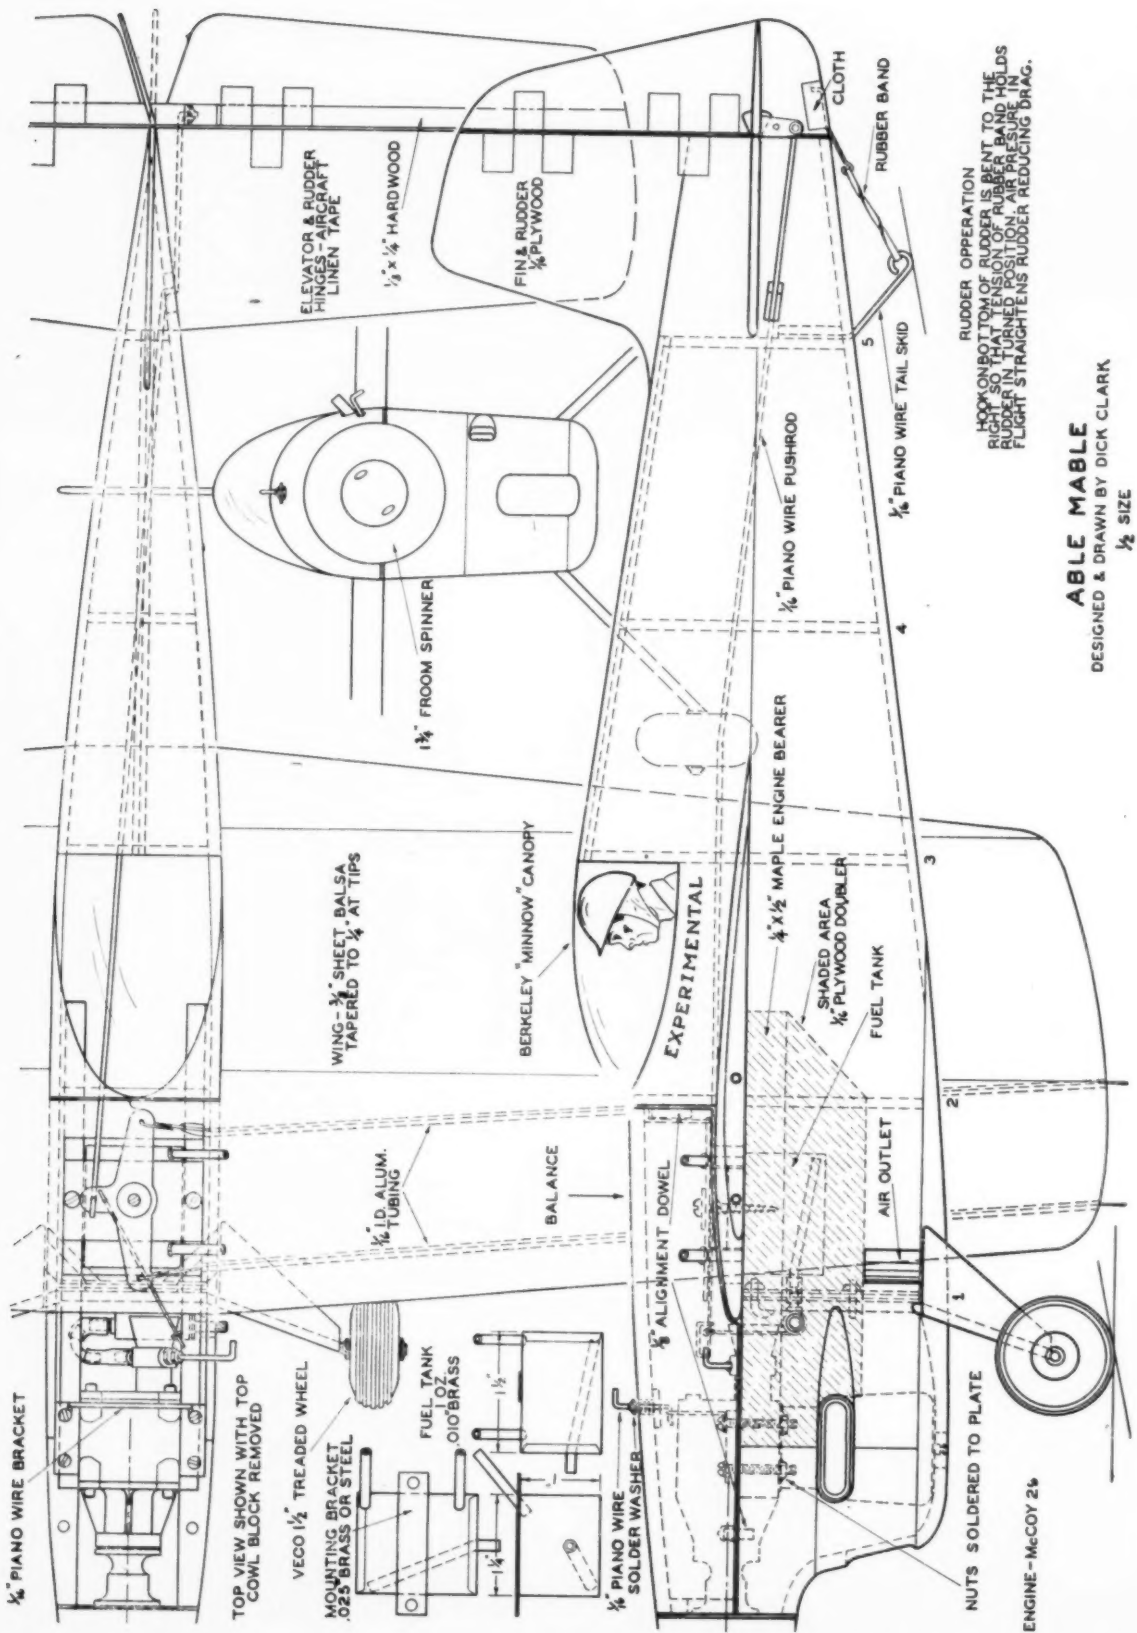 1/16" PIANO WIRE BRACKET
TOP VIEW SHOWN WITH TOP
COWL BLOCK REMOVED
VECO 1 1/2" TREADED WHEEL
MOUNTING BRACKET
.025" BRASS OR STEEL
FUEL TANK
1 OZ
.010" BRASS
1 1/2"
1 1/4"
1"
1/16" PIANO WIRE
SOLDER WASHER
NUTS SOLDERED TO PLATE
ENGINE-McCOY 26
1/16" I.D. ALUM.
TUBING
BALANCE
1/8" ALIGNMENT DOWEL
AIR OUTLET
WING-3/8" SHEET BALSA
TAPERED TO 1/4" AT TIPS
BERKELEY "MINNOW" CANOPY
EXPERIMENTAL
1/4" X 1/2" MAPLE ENGINE BEARER
SHADED AREA
1/16" PLYWOOD DOUBLER
FUEL TANK
1
2
3
4
5
1 3/4" FROOM SPINNER
1/16" PIANO WIRE PUSHROD
1/16" PIANO WIRE TAIL SKID
ELEVATOR & RUDDER
HINGES-AIRCRAFT
LINEN TAPE
1/8" X 1/4" HARDWOOD
FIN & RUDDER
1/16" PLYWOOD
CLOTH
RUBBER BAND
RUDDER OPPERATION
HOOK ON BOTTOM OF RUDDER IS BENT TO THE
RIGHT SO THAT TENSION OF RUBBER BAND HOLDS
RUDDER IN TURNED POSITION. AIR PRESURE IN
FLIGHT STRAIGHTENS RUDDER REDUCING DRAG.
ABLE MABLE
DESIGNED & DRAWN BY DICK CLARK
1/2 SIZE